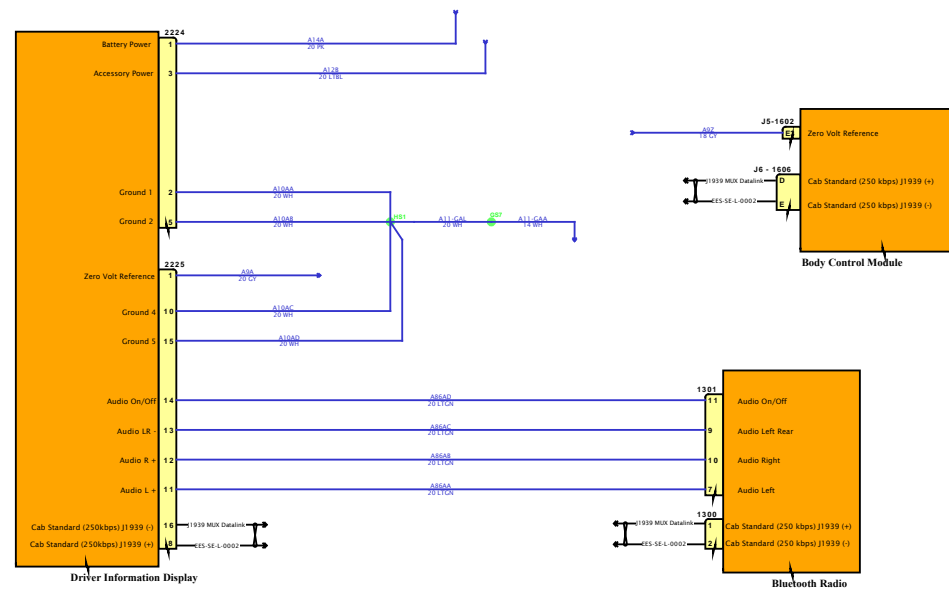 2224
Battery Power 1
A14A
20 PK
Accessory Power 3
A12B
20 LTBL
Ground 1 2
A10AA
20 WH
Ground 2 5
A10AB
20 WH
A11-GAL
20 WH
A11-GAA
14 WH
2225
Zero Volt Reference 1
A9A
20 GY
Ground 4 10
A10AC
20 WH
Ground 5 15
A10AD
20 WH
Audio On/Off 14
A86AD
20 LTGN
Audio LR - 13
A86AC
20 LTGN
Audio R + 12
A86AB
20 LTGN
Audio L + 11
A86AA
20 LTGN
Cab Standard (250kbps) J1939 (-) 16
J1939 MUX Datalink
Cab Standard (250kbps) J1939 (+) 8
EES-SE-L-0002
Driver Information Display
J5-1602
A9Z
18 GY
Zero Volt Reference
J6 - 1606
J1939 MUX Datalink
D
Cab Standard (250 kbps) J1939 (+)
EES-SE-L-0002
E
Cab Standard (250 kbps) J1939 (-)
Body Control Module
1301
11 Audio On/Off
9 Audio Left Rear
10 Audio Right
7 Audio Left
1300
J1939 MUX Datalink
1 Cab Standard (250 kbps) J1939 (+)
EES-SE-L-0002
2 Cab Standard (250 kbps) J1939 (-)
Bluetooth Radio